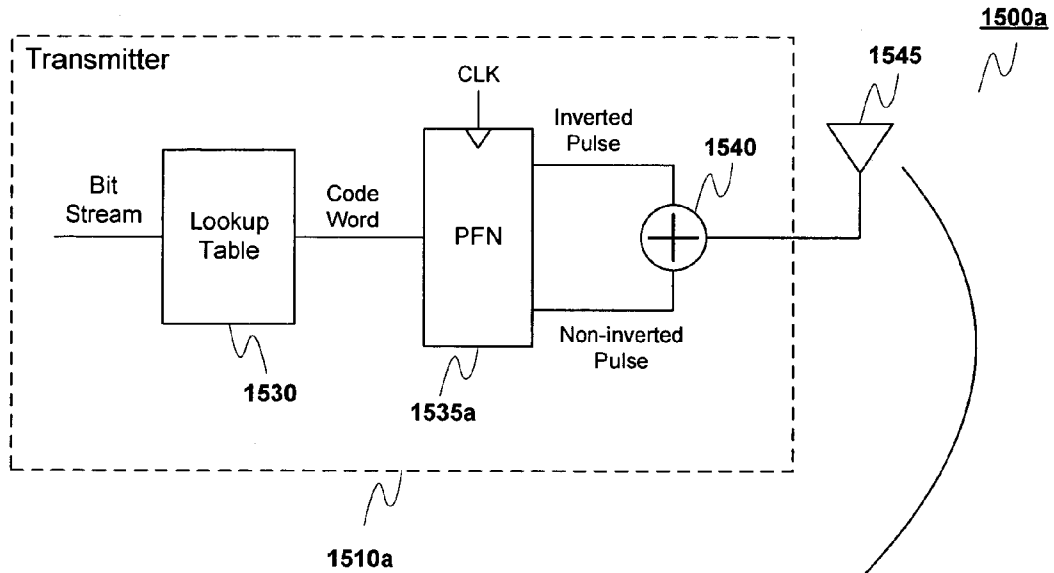 1500a
Transmitter
1545
CLK
Inverted
Pulse
1540
Bit
Stream
Lookup
Table
Code
Word
PFN
Non-inverted
Pulse
1530
1535a
1510a